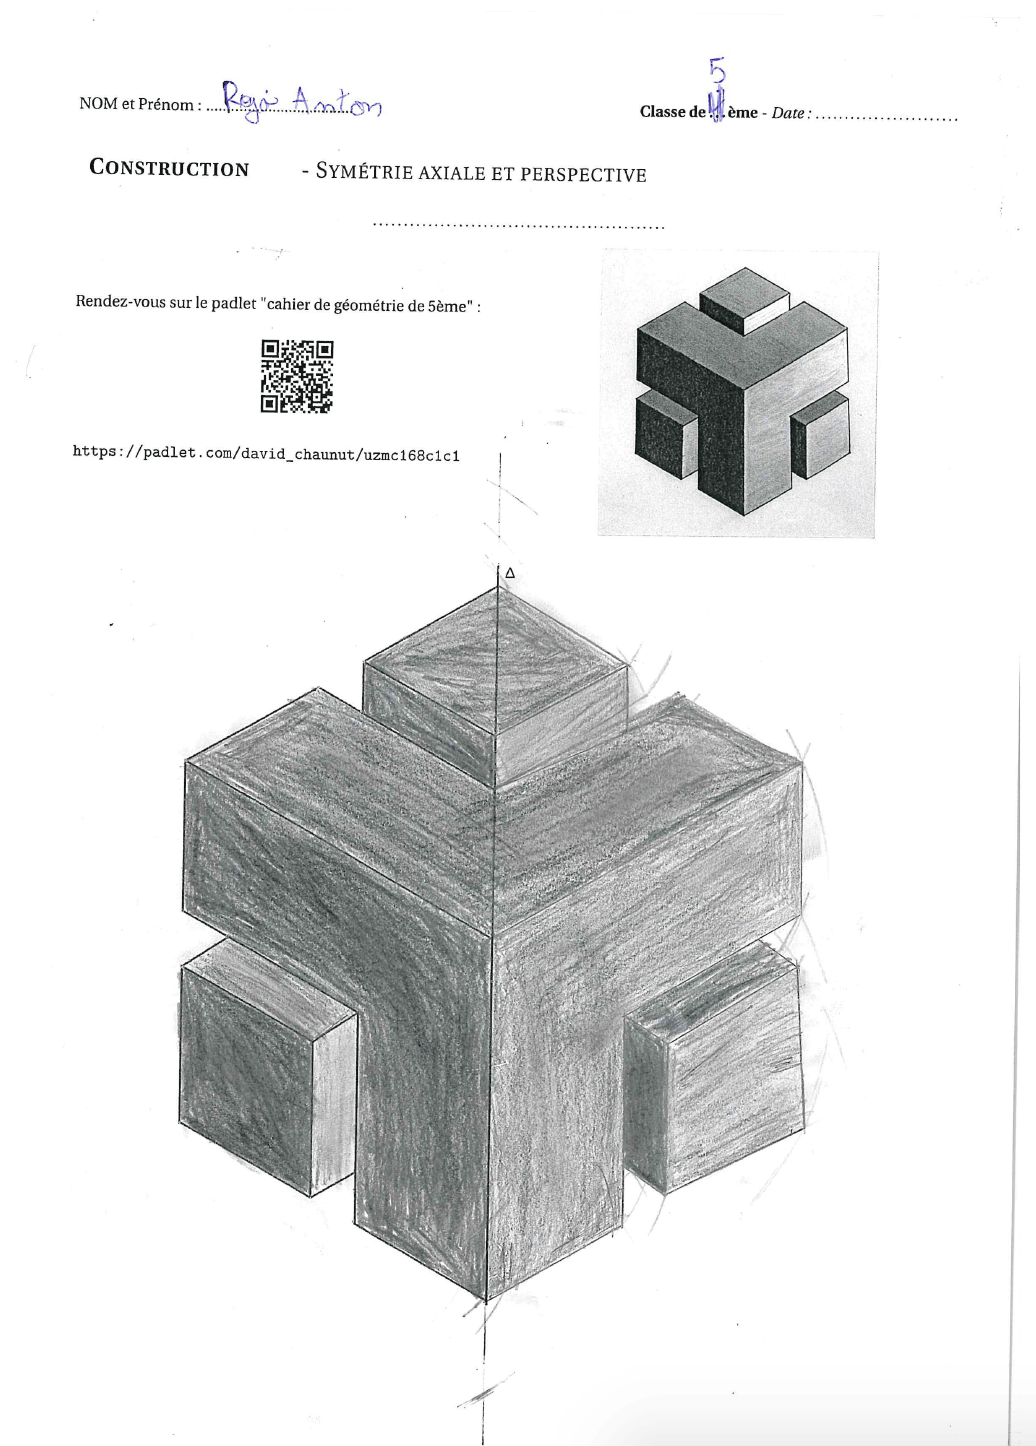 NOM et Prénom : ............ Anton
5
Classe de ...ème - Date : ........................
CONSTRUCTION - SYMÉTRIE AXIALE ET PERSPECTIVE
Rendez-vous sur le padlet "cahier de géométrie de 5ème" :
https://padlet.com/david_chaunut/uzmc168c1c1
Δ